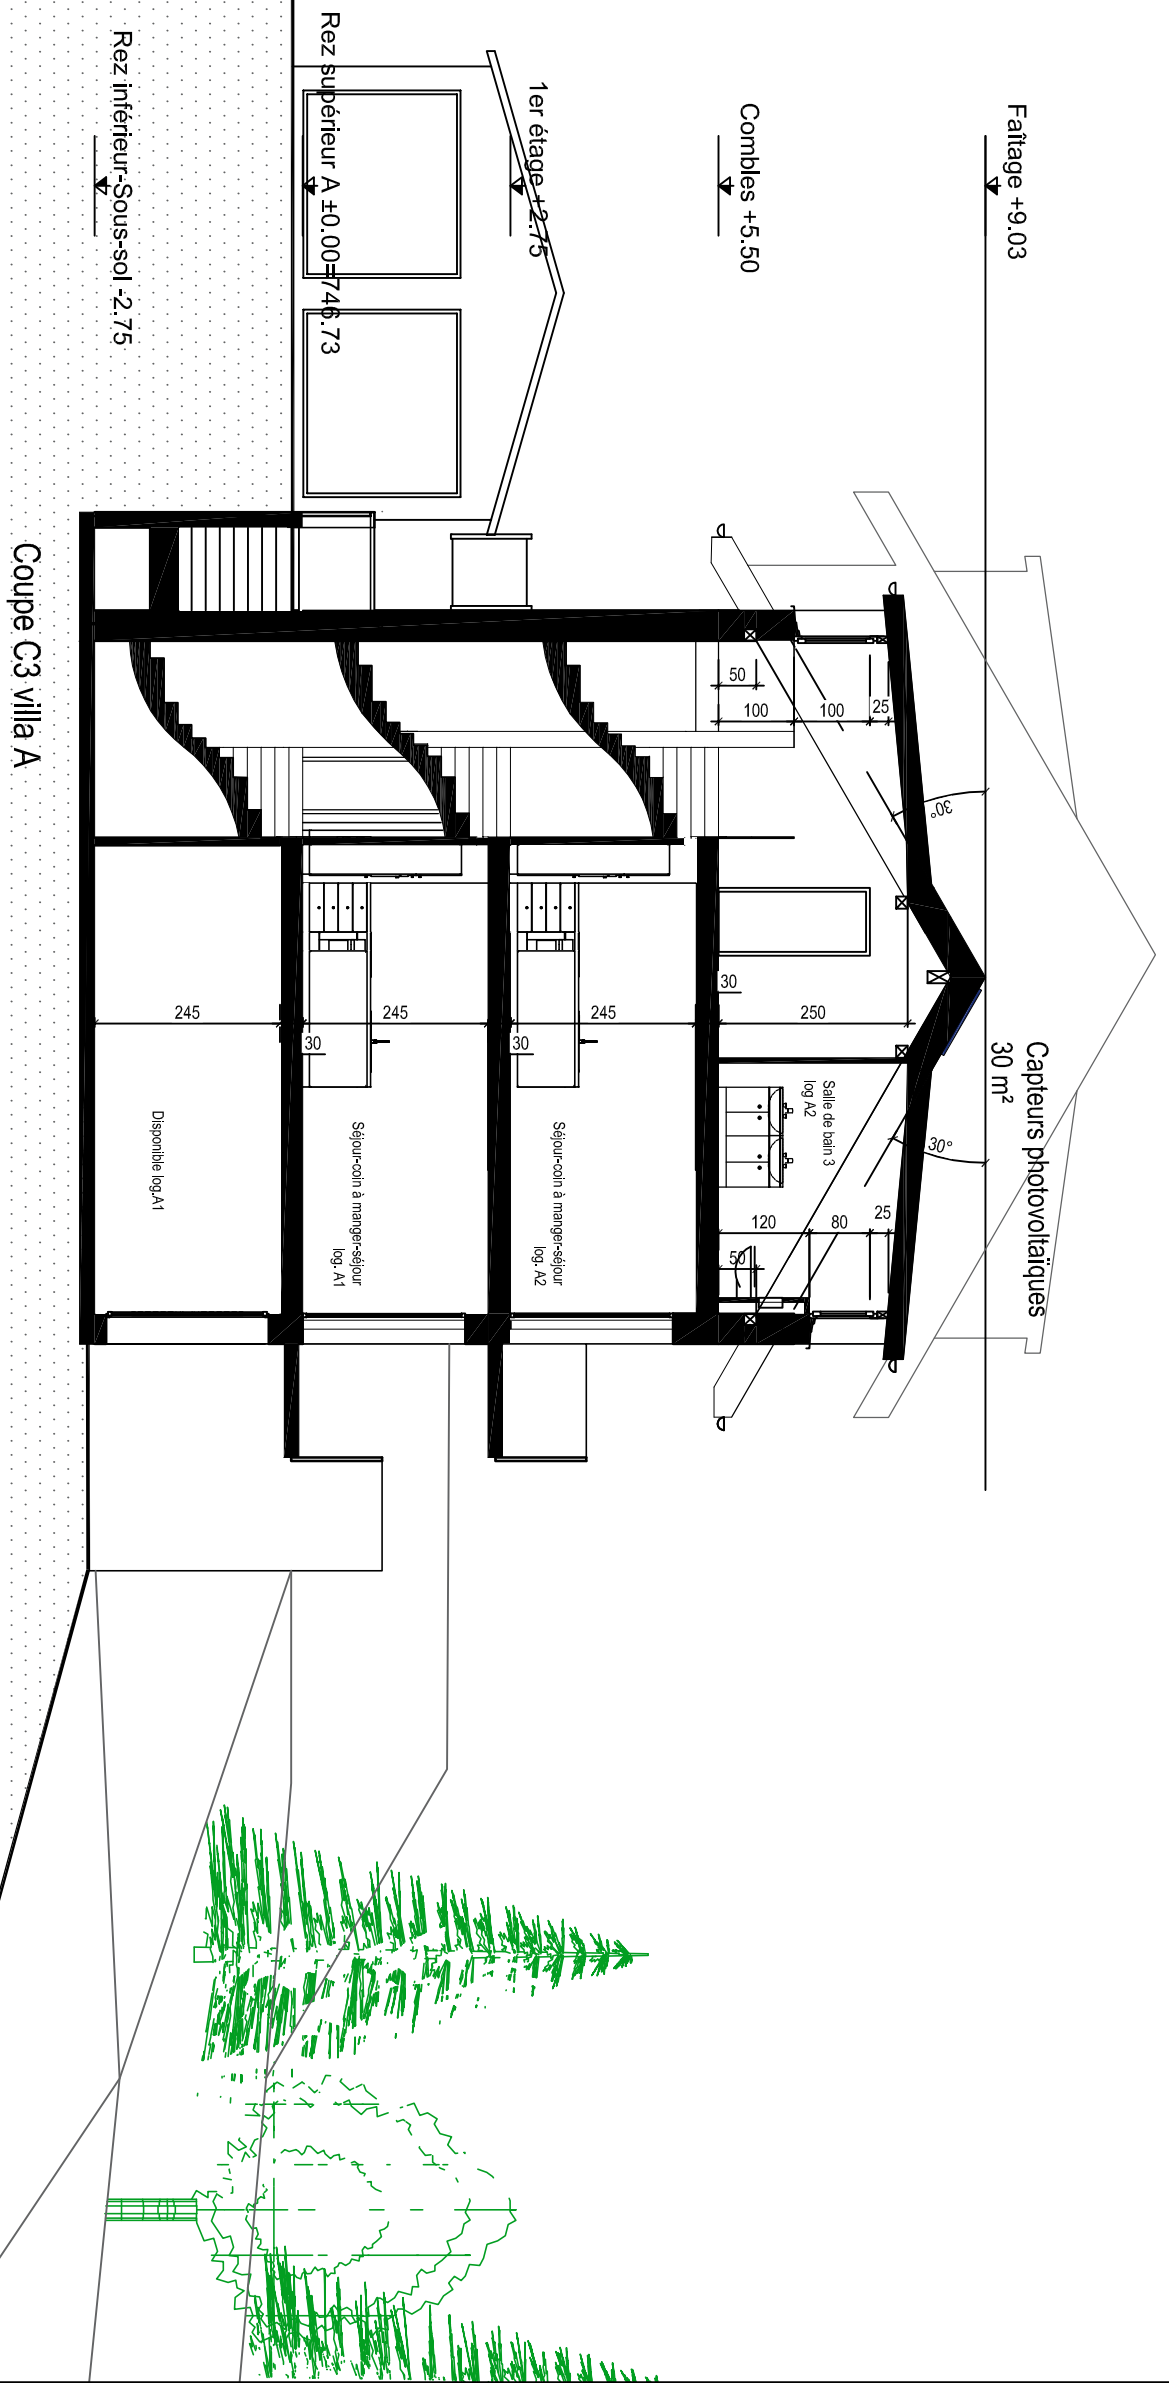 Faîtage +9.03
Combles +5.50
1er étage +2.75
Rez supérieur A ±0.00=746.73
Rez inférieur-Sous-sol -2.75
Capteurs photovoltaïques
30 m²
30°
30°
50
100
100
25
30
250
Salle de bain 3
log A2
120
80
25
50
245
30
Séjour-coin à manger-séjour
log. A2
245
30
Séjour-coin à manger-séjour
log. A1
245
Disponible log.A1
Coupe C3 villa A